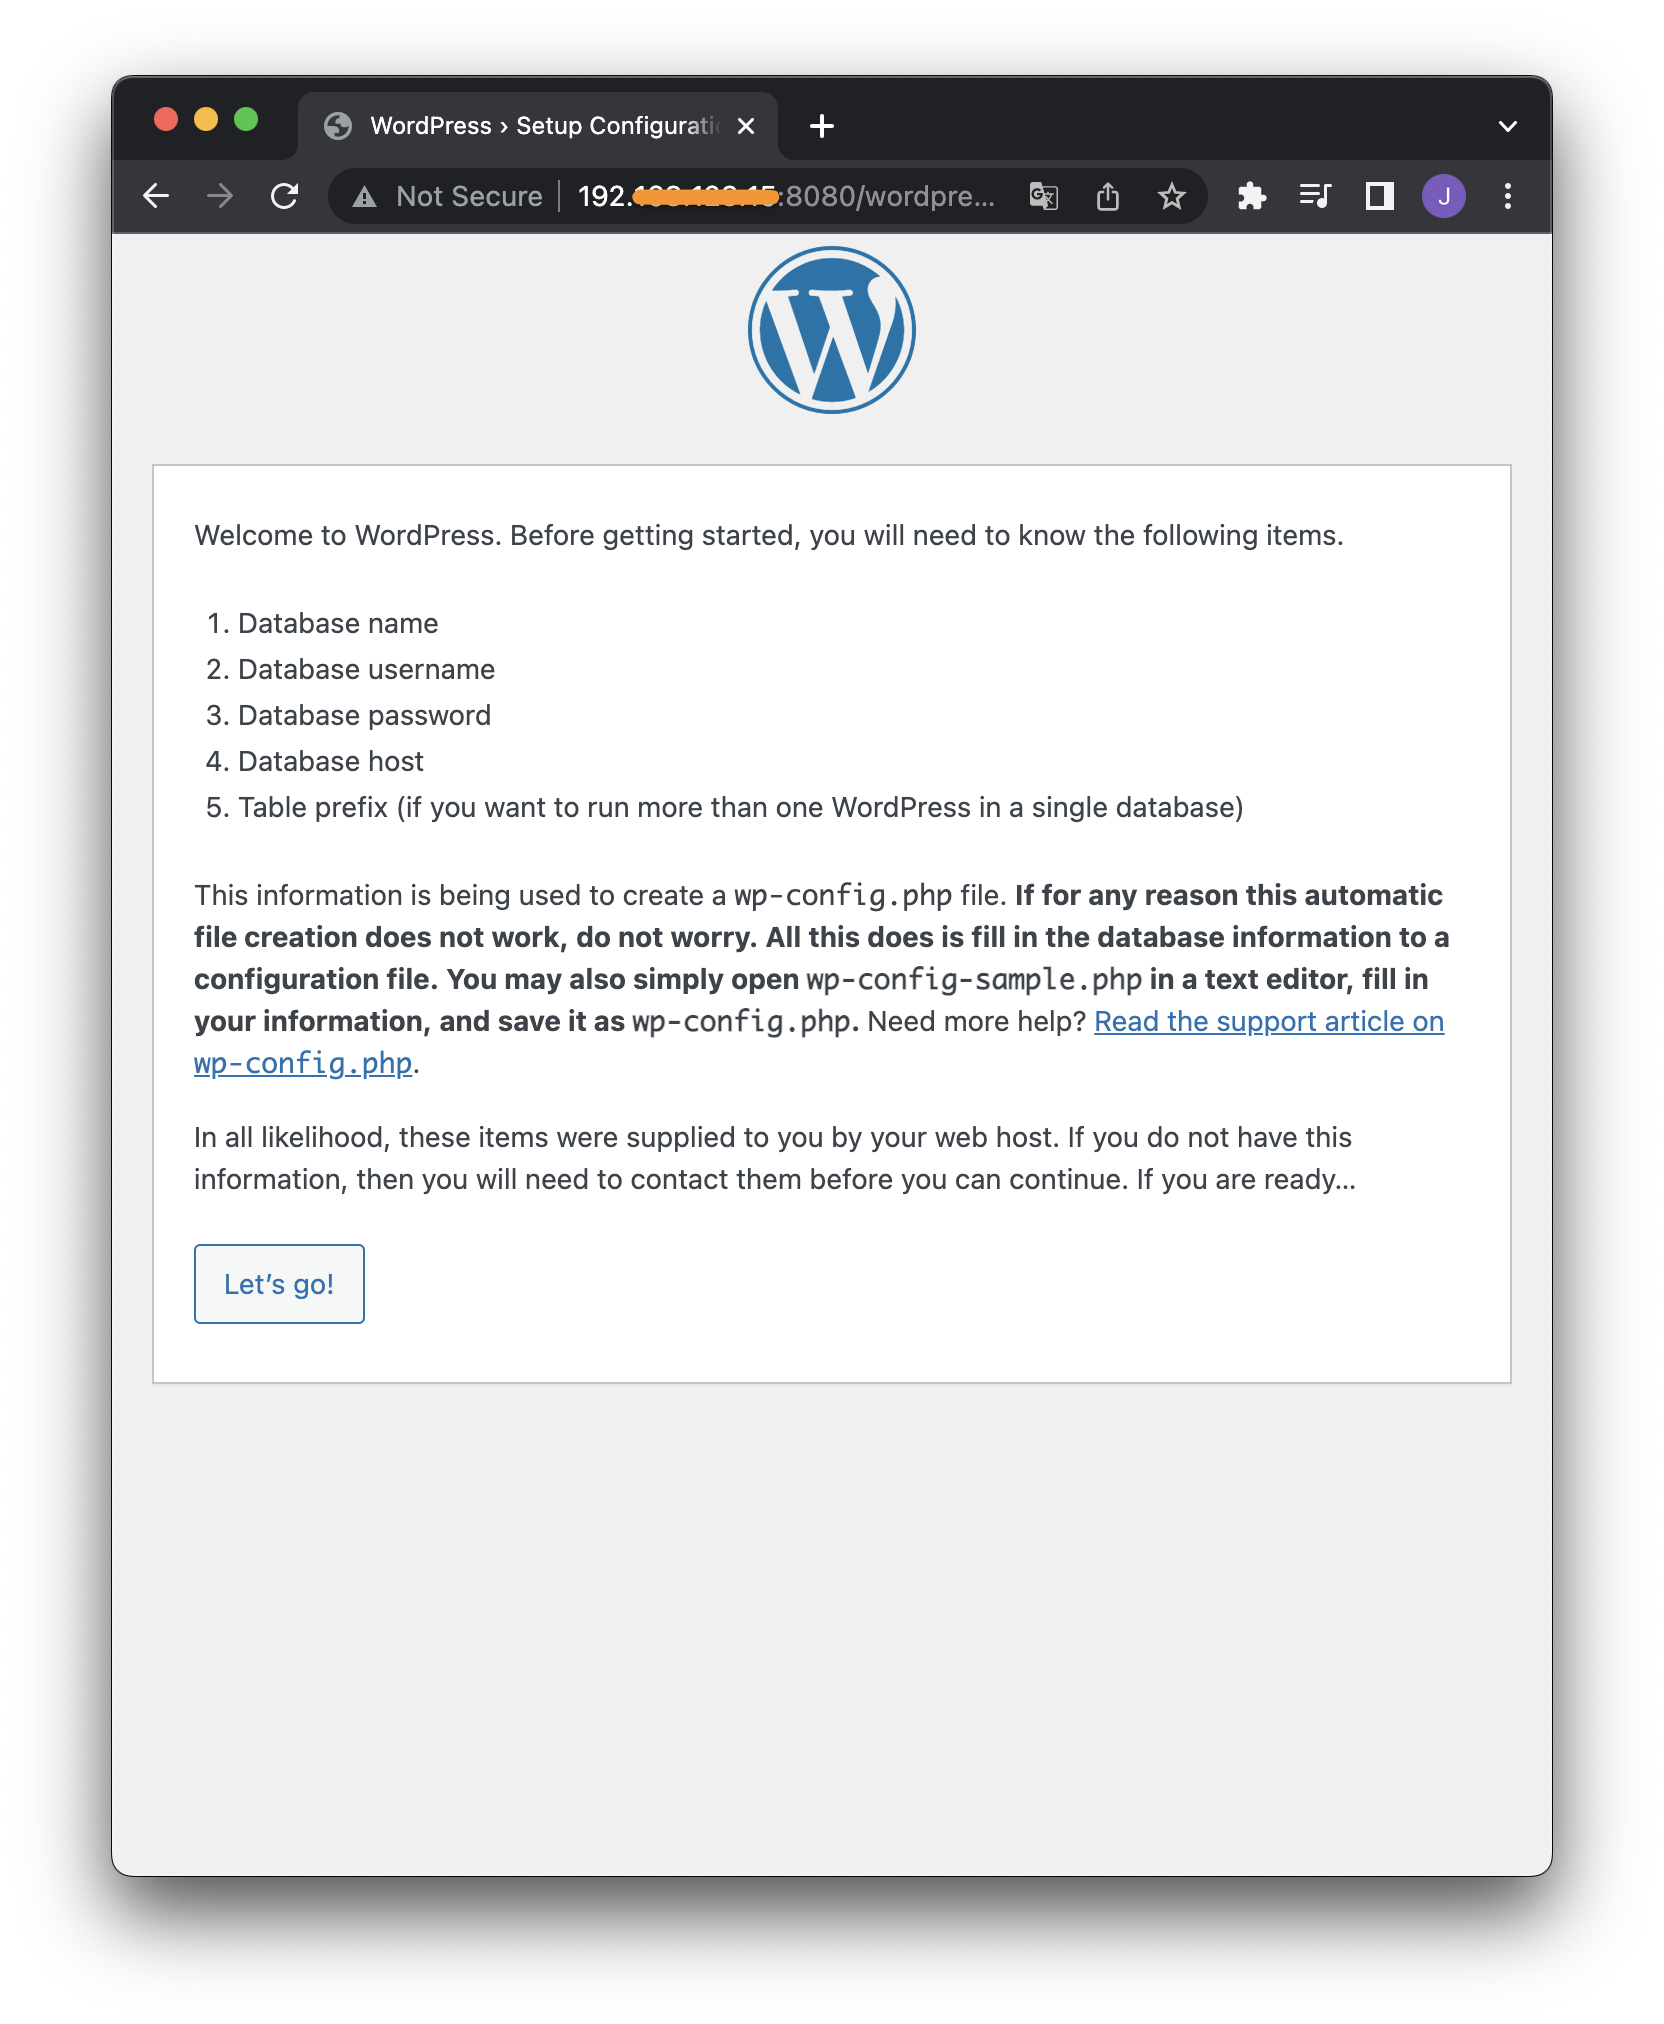 WordPress › Setup Configurati
Not Secure 192. :8080/wordpre...
J
Welcome to WordPress. Before getting started, you will need to know the following items.
1. Database name
2. Database username
3. Database password
4. Database host
5. Table prefix (if you want to run more than one WordPress in a single database)
This information is being used to create a wp-config.php file. If for any reason this automatic
file creation does not work, do not worry. All this does is fill in the database information to a
configuration file. You may also simply open wp-config-sample.php in a text editor, fill in
your information, and save it as wp-config.php. Need more help? Read the support article on
wp-config.php.
In all likelihood, these items were supplied to you by your web host. If you do not have this
information, then you will need to contact them before you can continue. If you are ready…
Let’s go!